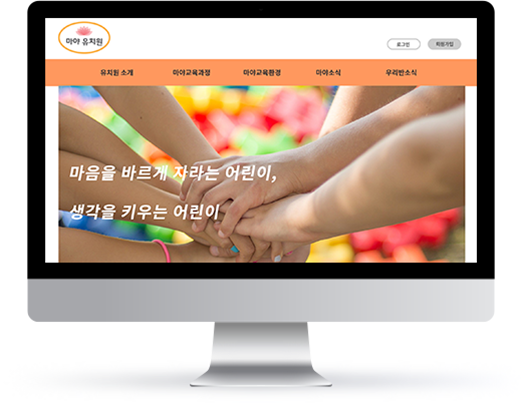 마야 유치원
로그인
회원가입
유치원 소개
마야교육과정
마야교육환경
마야소식
우리반소식
마음을 바르게 자라는 어린이,
생각을 키우는 어린이